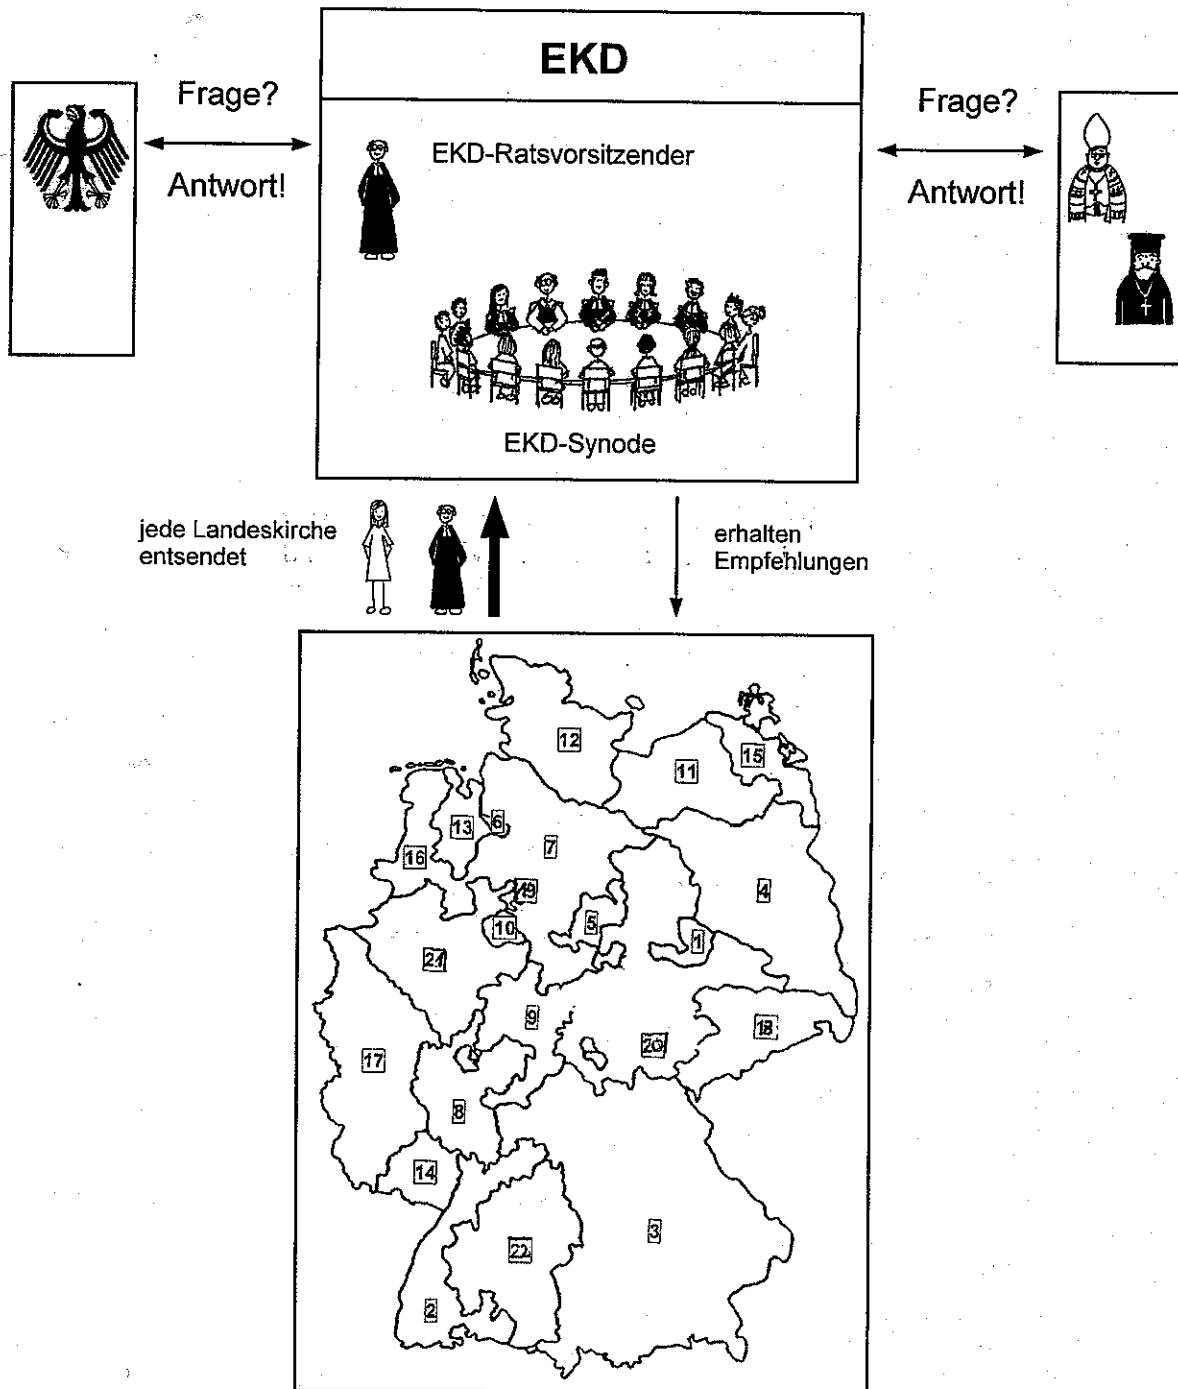 EKD
Frage?
Antwort!
EKD-Ratsvorsitzender
Frage?
Antwort!
EKD-Synode
jede Landeskirche
entsendet
erhalten
Empfehlungen
12
15
11
6
13
7
16
19
4
10
5
1
21
9
18
20
17
8
14
3
22
2